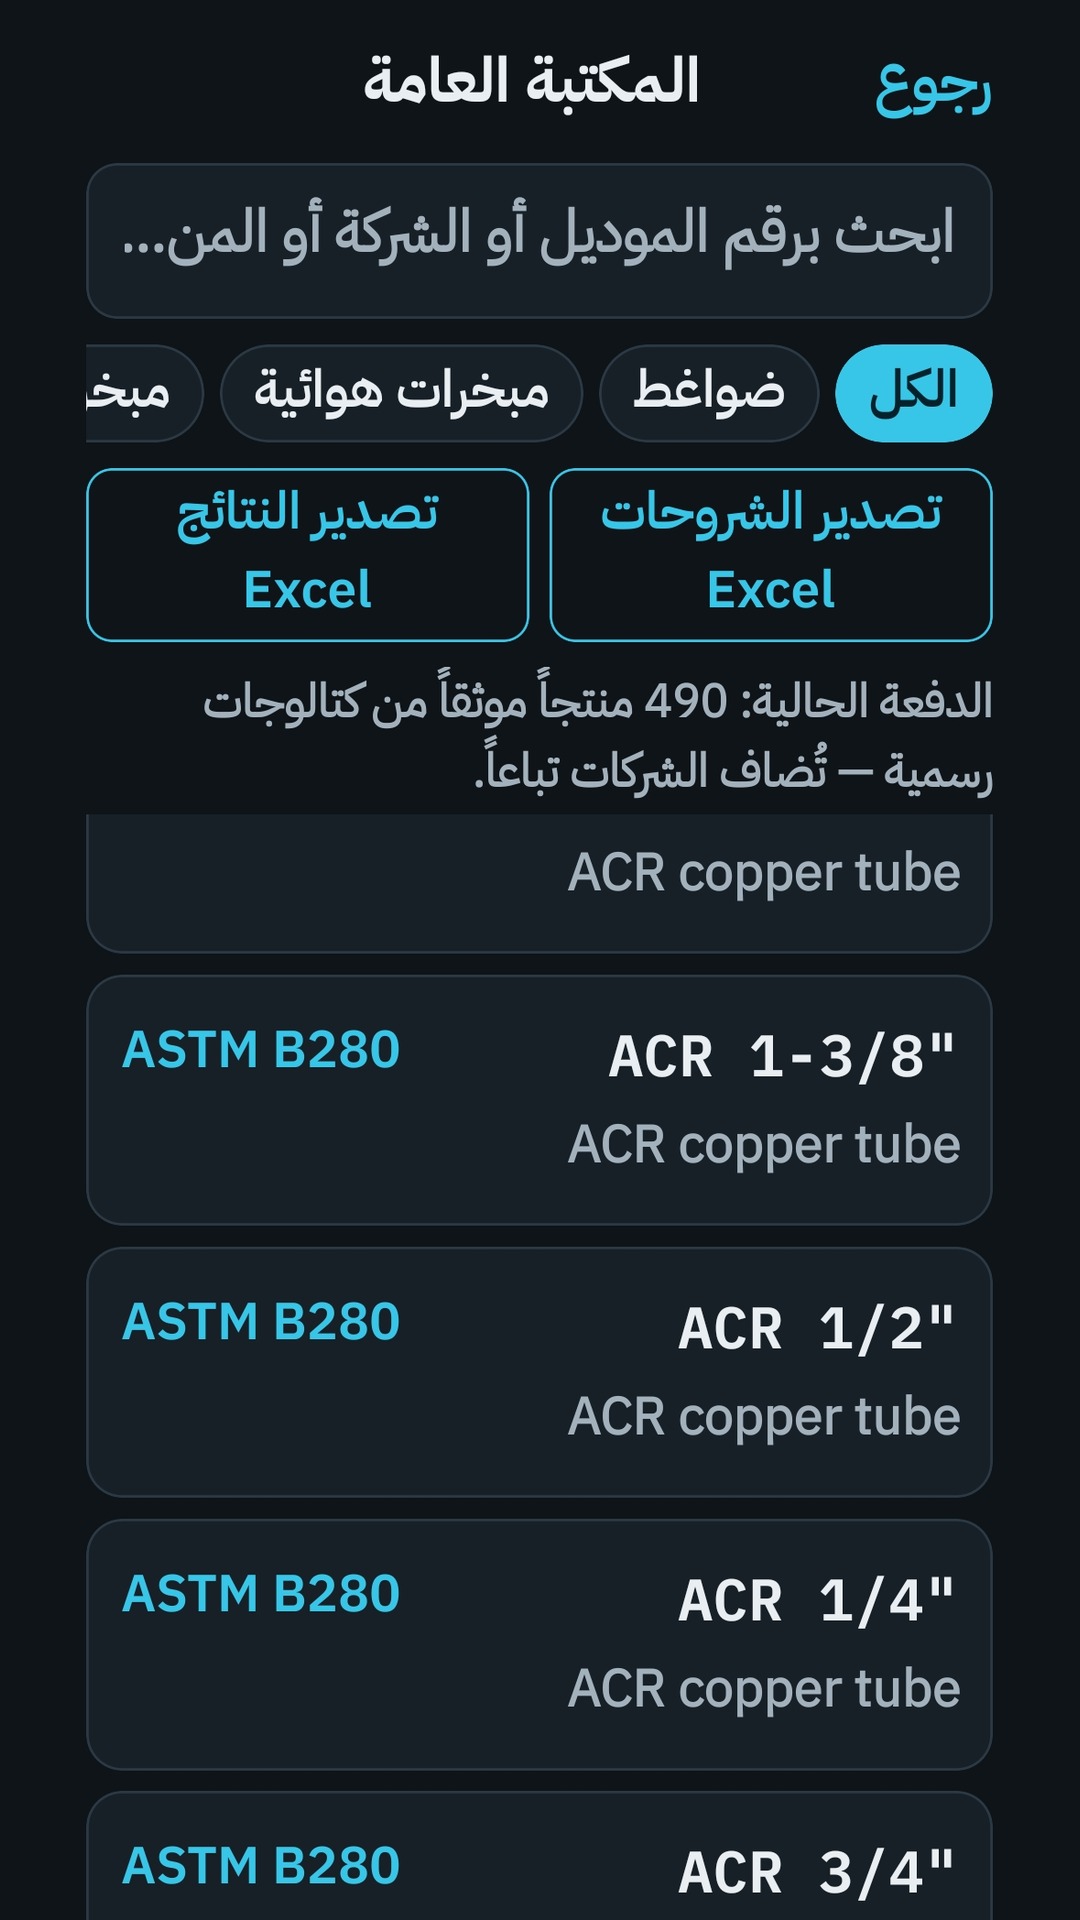 رجوع
المكتبة العامة
ابحث برقم الموديل أو الشركة أو المن...
الكل
ضواغط
مبخرات هوائية
تصدير الشروحات
Excel
تصدير النتائج
Excel
الدفعة الحالية: 490 منتجاً موثقاً من كتالوجات
رسمية — تُضاف الشركات تباعاً.
ACR copper tube
ACR 1-3/8"
ASTM B280
ACR copper tube
ACR 1/2"
ASTM B280
ACR copper tube
ACR 1/4"
ASTM B280
ACR copper tube
ACR 3/4"
ASTM B280